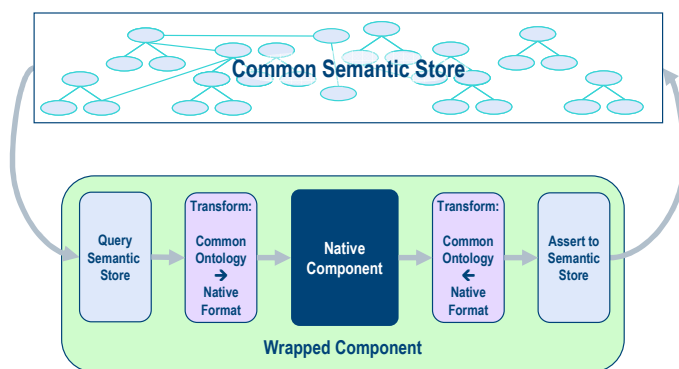 Common Semantic Store
Query
Semantic
Store
Transform:
Common
Ontology
➔
Native
Format
Native
Component
Transform:
Common
Ontology
🡰
Native
Format
Assert to
Semantic
Store
Wrapped Component